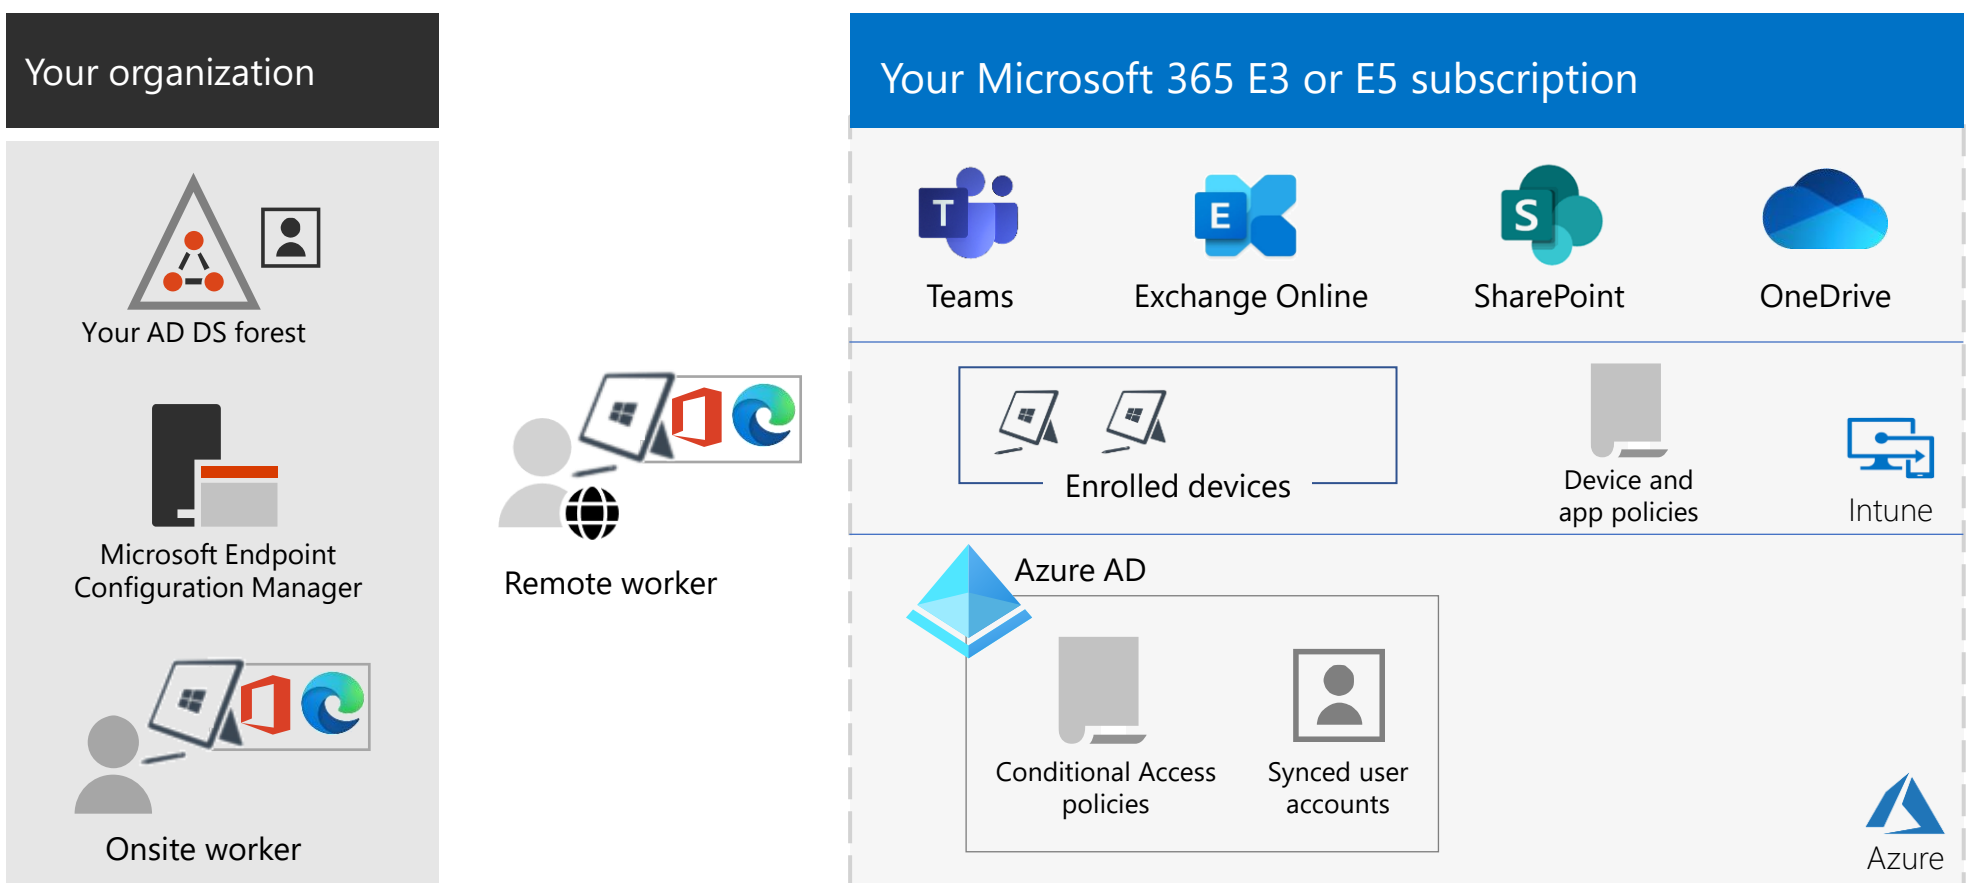 Your organization
Your AD DS forest
Microsoft Endpoint
Configuration Manager
Onsite worker
Remote worker
Your Microsoft 365 E3 or E5 subscription
T
Teams
E
Exchange Online
S
SharePoint
OneDrive
Enrolled devices
Device and
app policies
Intune
Azure AD
Conditional Access
policies
Synced user
accounts
Azure